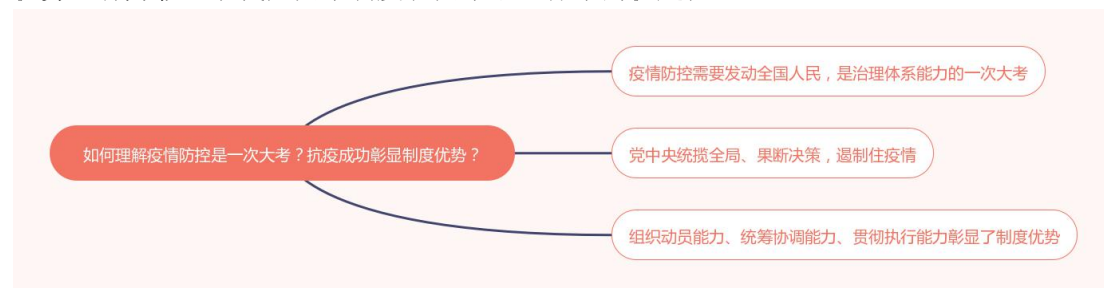 如何理解疫情防控是一次大考？抗疫成功彰显制度优势？
疫情防控需要发动全国人民，是治理体系能力的一次大考
党中央统揽全局、果断决策，遏制住疫情
组织动员能力、统筹协调能力、贯彻执行能力彰显了制度优势